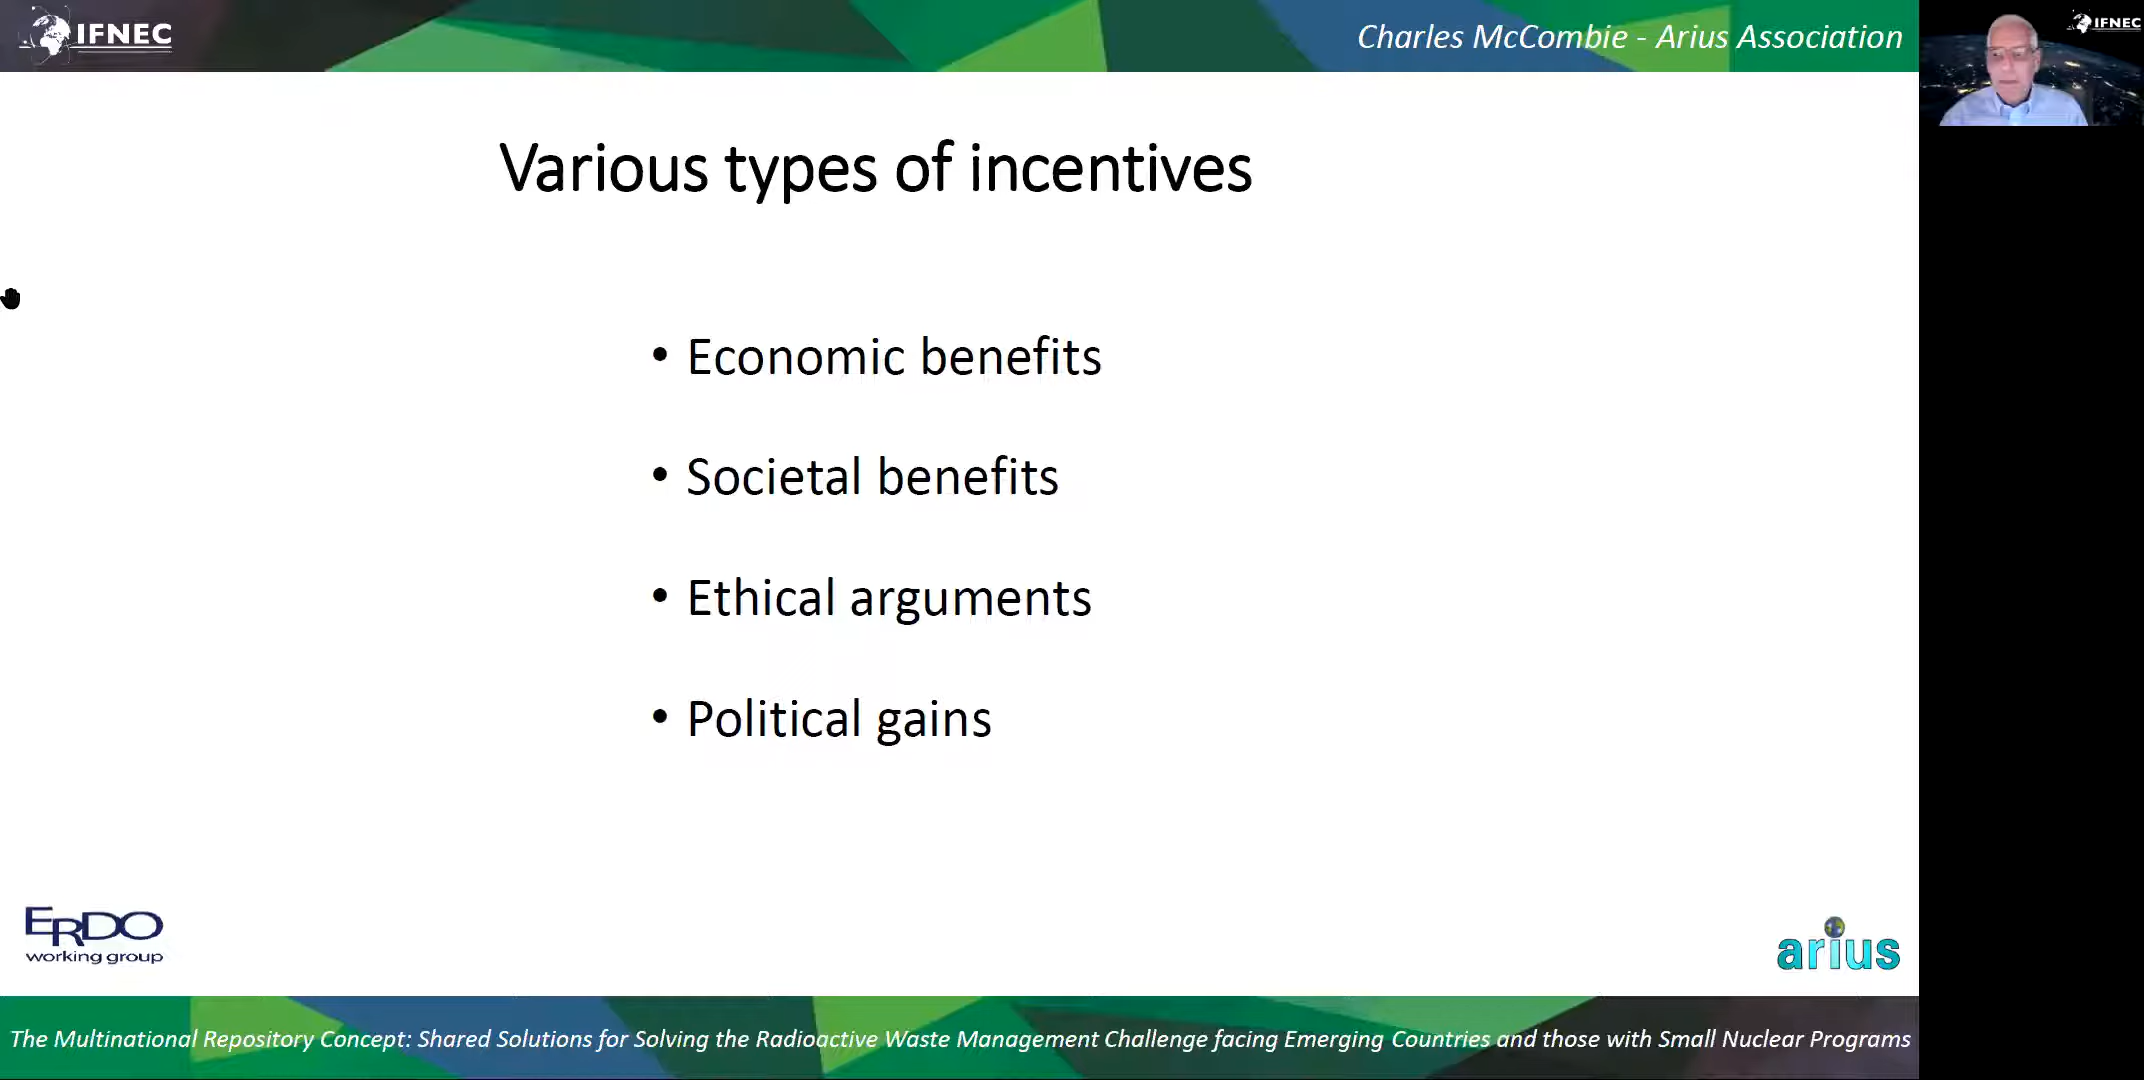 IFNEC
Charles McCombie - Arius Association
IFNEC
Various types of incentives
• Economic benefits
• Societal benefits
• Ethical arguments
• Political gains
ERDO
working group
arius
The Multinational Repository Concept: Shared Solutions for Solving the Radioactive Waste Management Challenge facing Emerging Countries and those with Small Nuclear Programs